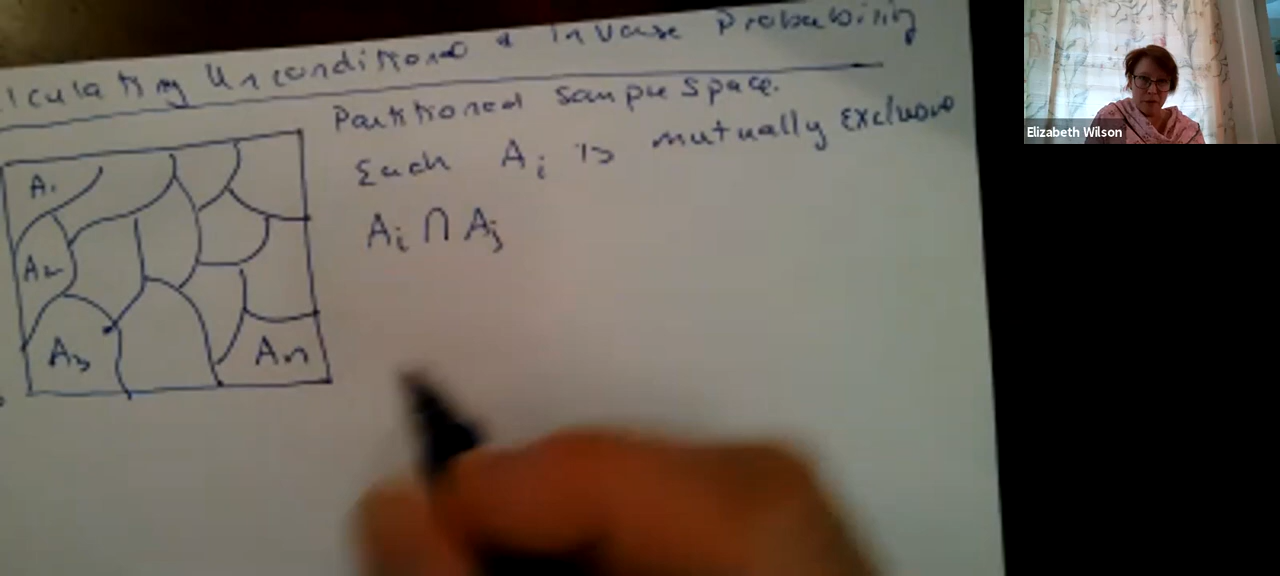 lculating Unconditional & Inverse Probability
Partitioned Sample Space.
Each Ai is mutually exclusive
Ai ∩ Aj
A1
A2
A3
An
Elizabeth Wilson